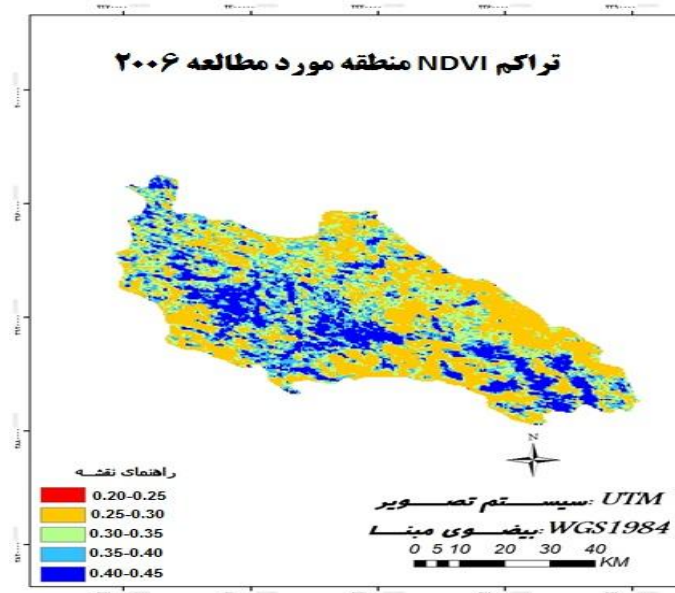 تراکم NDVI منطقه مورد مطالعه ۲۰۰۶
N
راهنمای نقشه
0.20-0.25
0.25-0.30
0.30-0.35
0.35-0.40
0.40-0.45
سیستم تصویر: UTM
بیضوی مبنا: WGS1984
0 5 10 20 30 40
KM